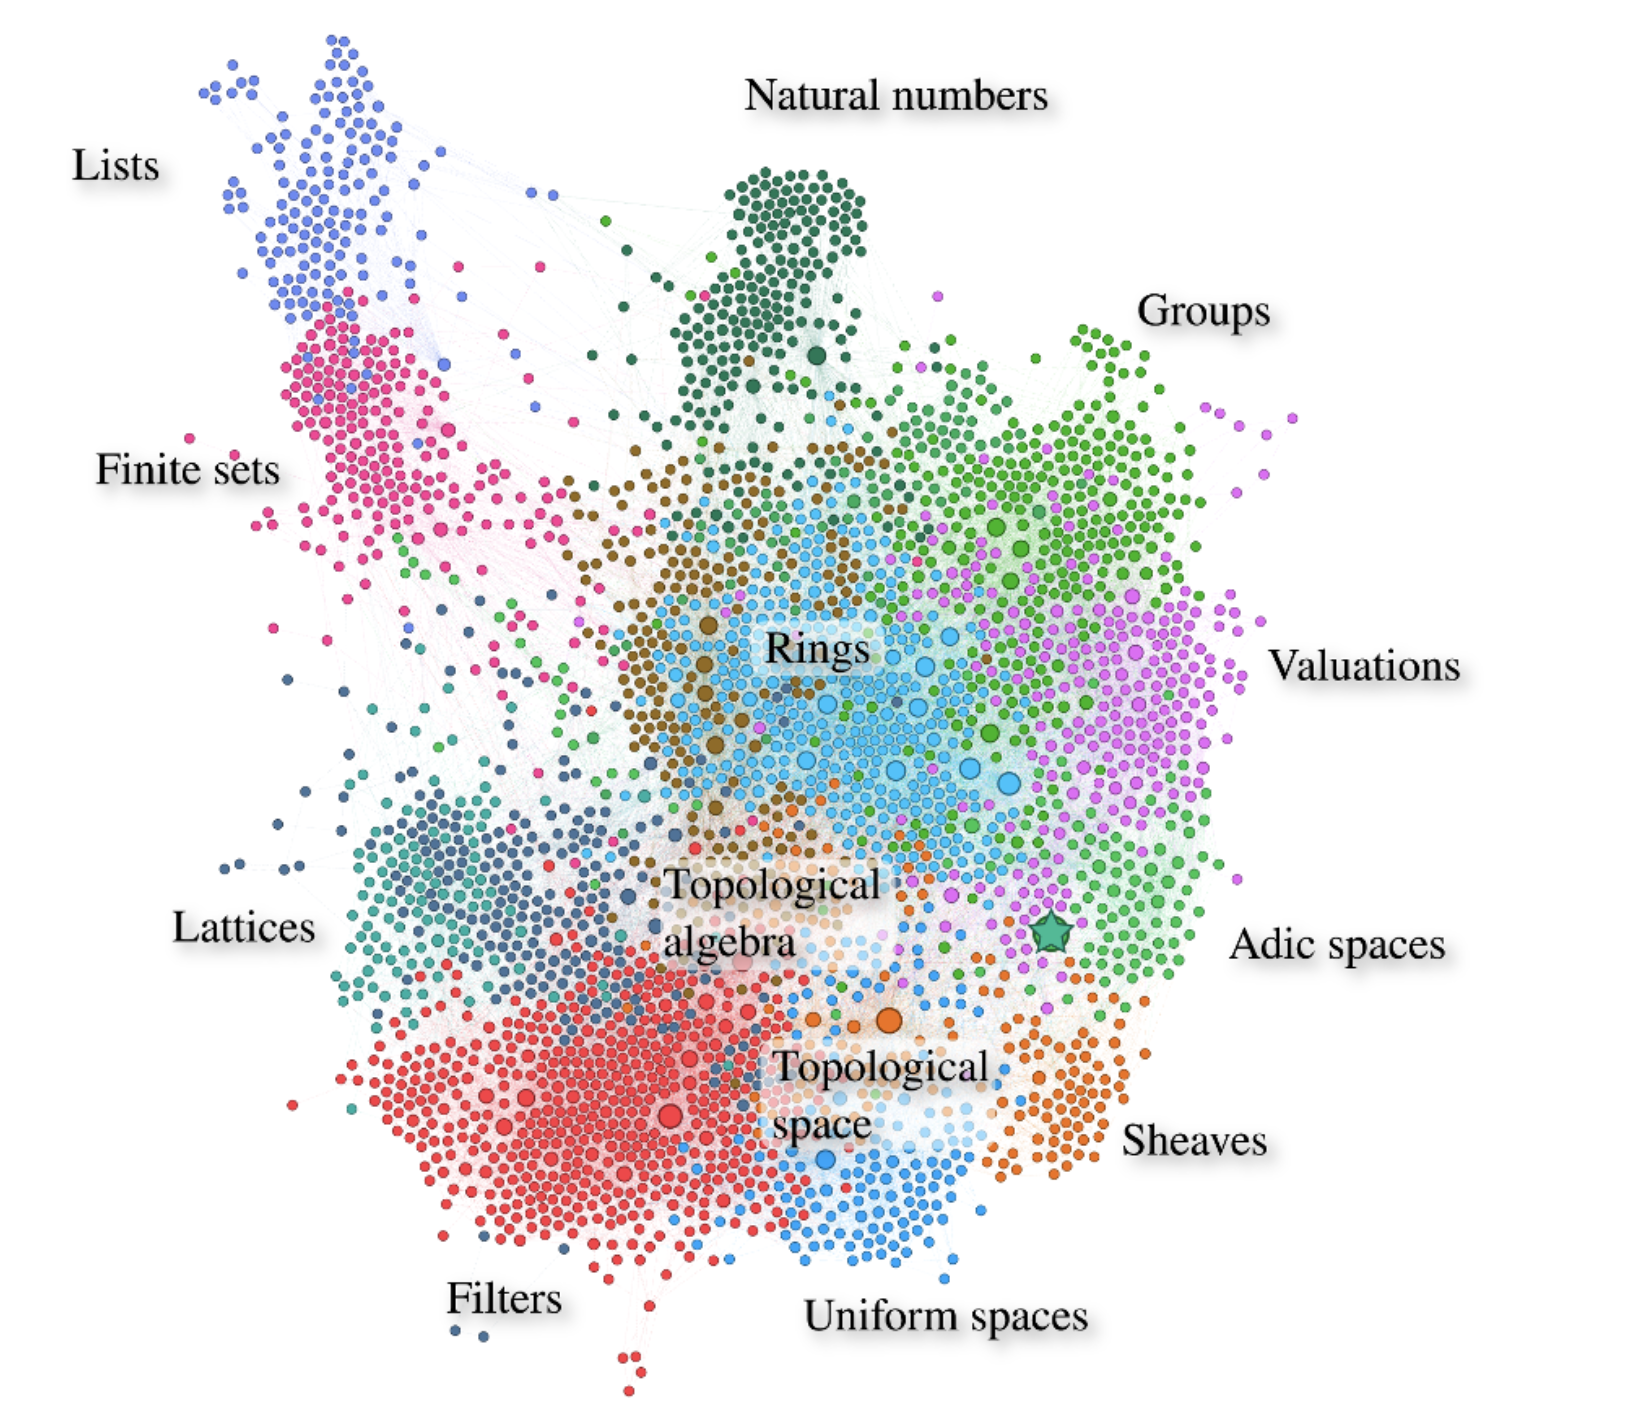 Natural numbers
Lists
Groups
Finite sets
Rings
Valuations
Topological
algebra
Lattices
Adic spaces
Topological
space
Sheaves
Filters
Uniform spaces